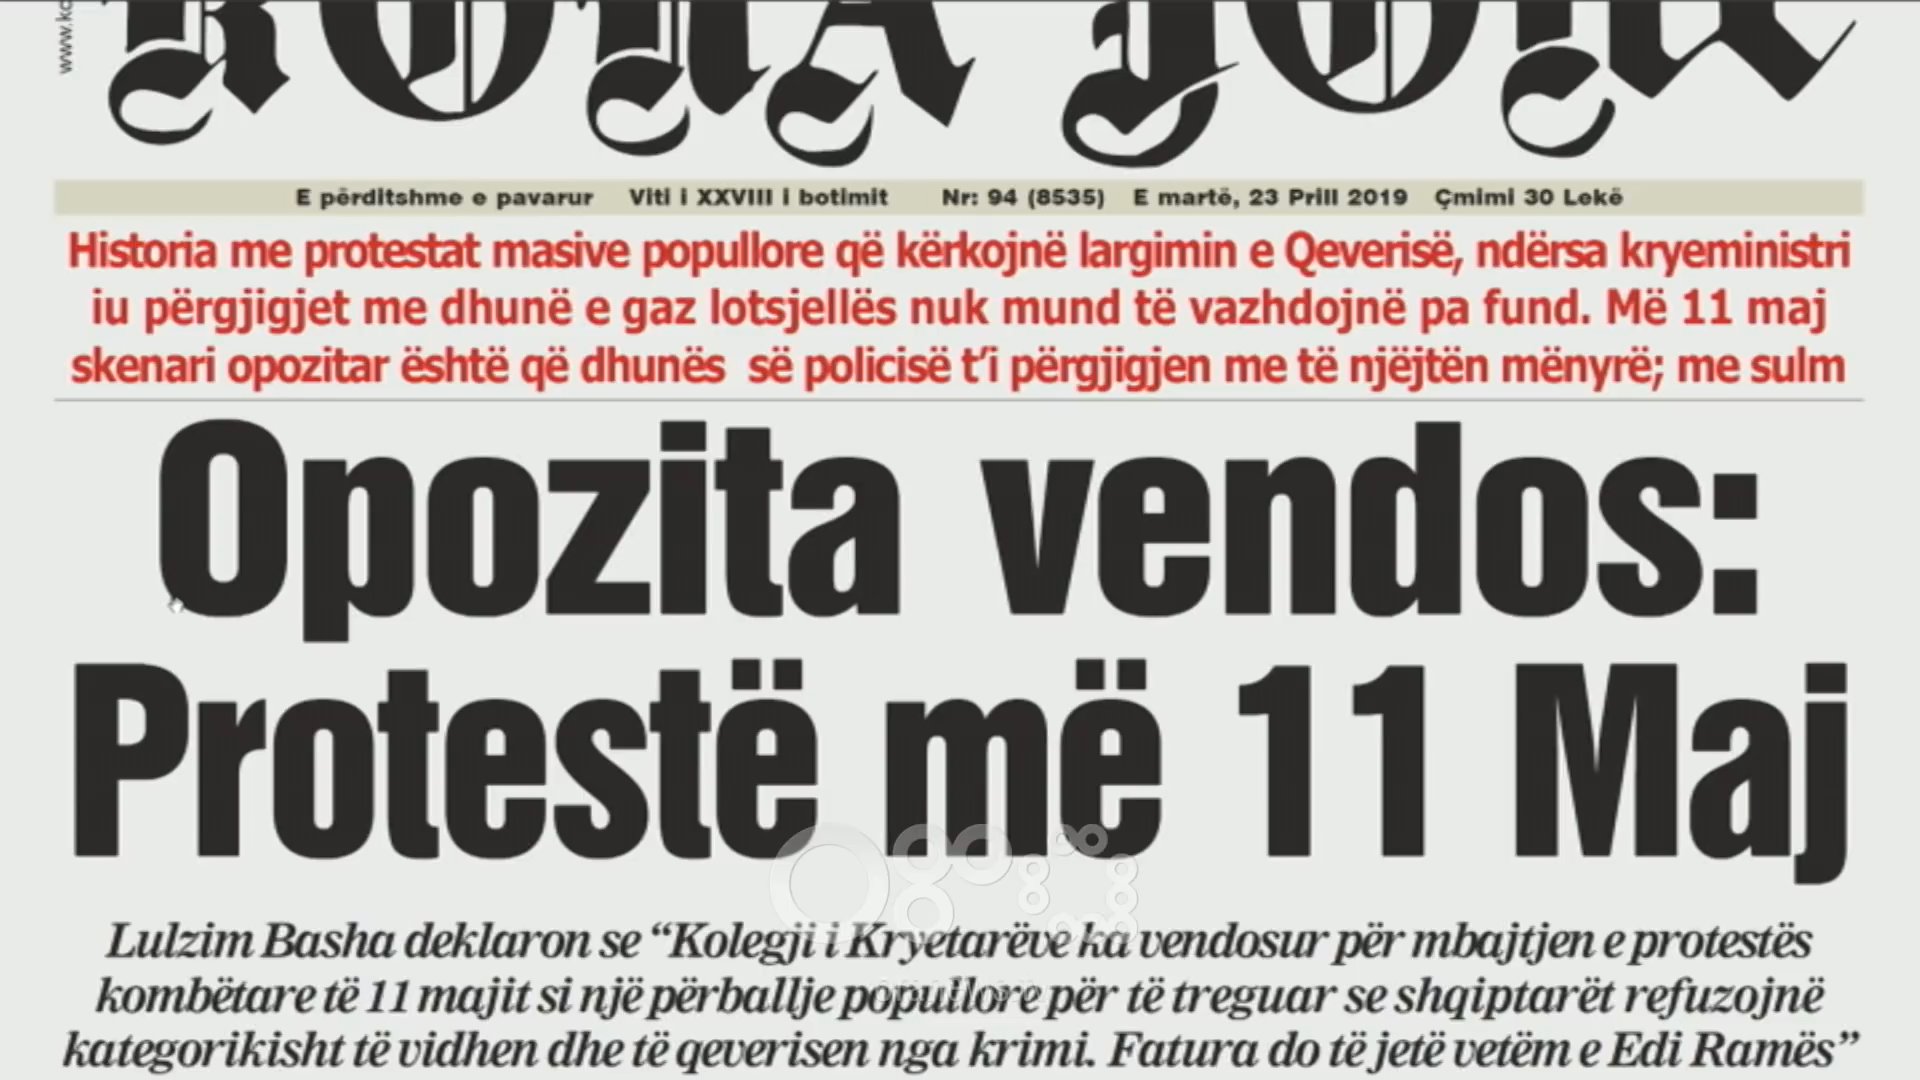 KOHA JONË
E përditshme e pavarur Viti i XXVIII i botimit Nr: 94 (8535) E martë, 23 Prill 2019 Çmimi 30 Lekë
Historia me protestat masive popullore që kërkojnë largimin e Qeverisë, ndërsa kryeministri
iu përgjigjet me dhunë e gaz lotsjellës nuk mund të vazhdojnë pa fund. Më 11 maj
skenari opozitar është që dhunës së policisë t’i përgjigjen me të njëjtën mënyrë; me sulm
Opozita vendos:
Protestë më 11 Maj
Lulzim Basha deklaron se “Kolegji i Kryetarëve ka vendosur për mbajtjen e protestës
kombëtare të 11 majit si një përballje popullore për të treguar se shqiptarët refuzojnë
kategorikisht të vidhen dhe të qeverisen nga krimi. Fatura do të jetë vetëm e Edi Ramës”